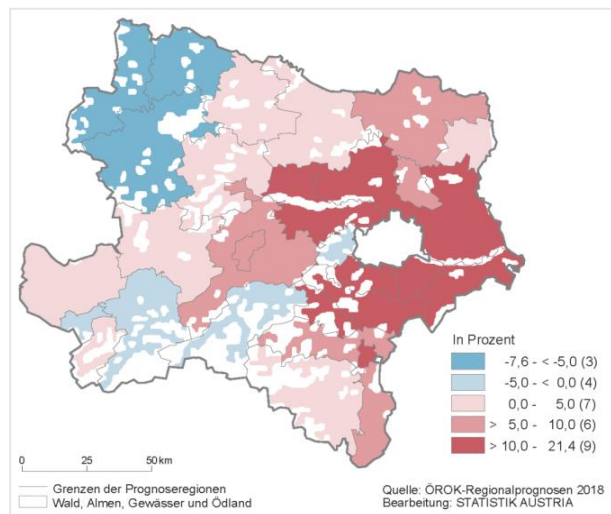 In Prozent
-7,6 - < -5,0 (3)
-5,0 - < 0,0 (4)
0,0 - 5,0 (7)
> 5,0 - 10,0 (6)
> 10,0 - 21,4 (9)
0 25 50 km
Grenzen der Prognoseregionen
Wald, Almen, Gewässer und Ödland
Quelle: ÖROK-Regionalprognosen 2018
Bearbeitung: STATISTIK AUSTRIA